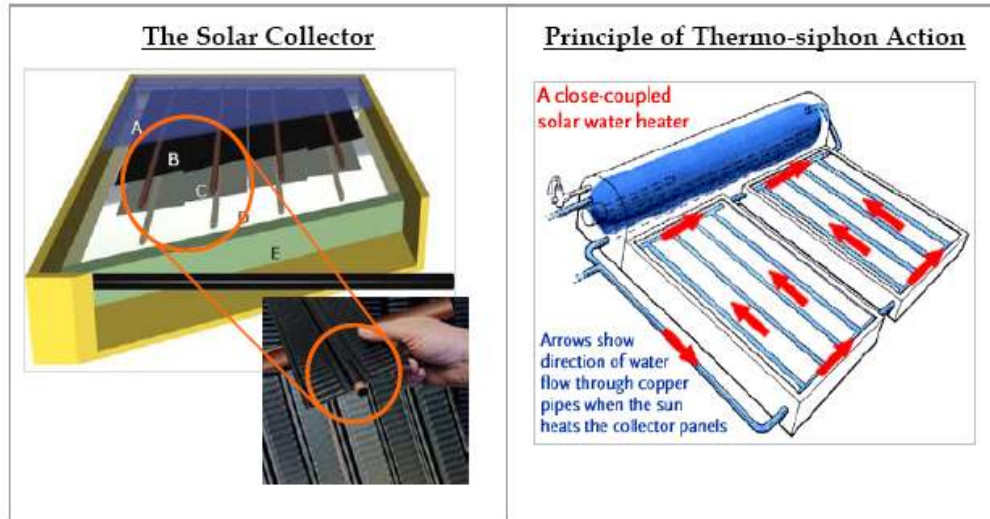 The Solar Collector
A
B
C
D
E
Principle of Thermo-siphon Action
A close-coupled
solar water heater
Arrows show
direction of water
flow through copper
pipes when the sun
heats the collector panels